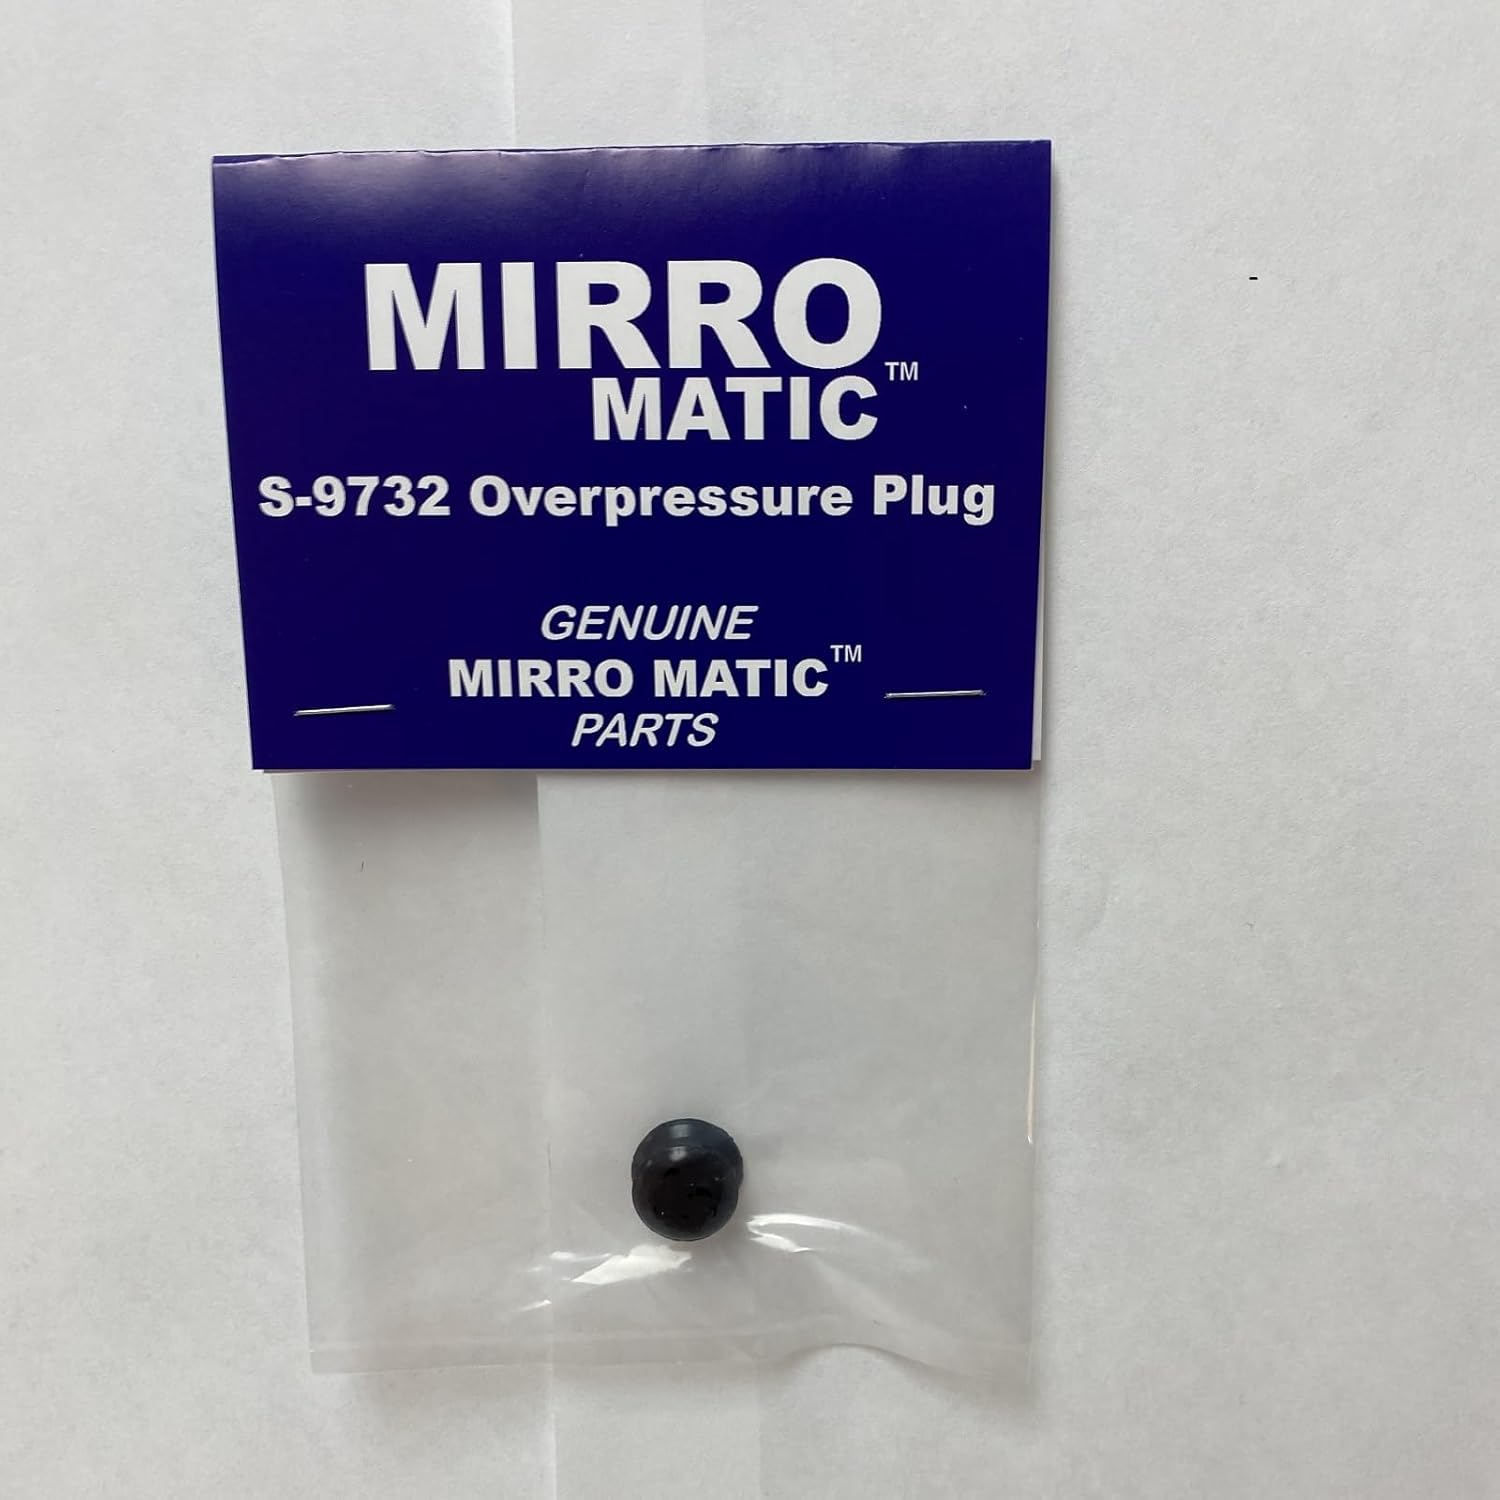 MIRRO
MATIC™
S-9732 Overpressure Plug
GENUINE
MIRRO MATIC™
PARTS